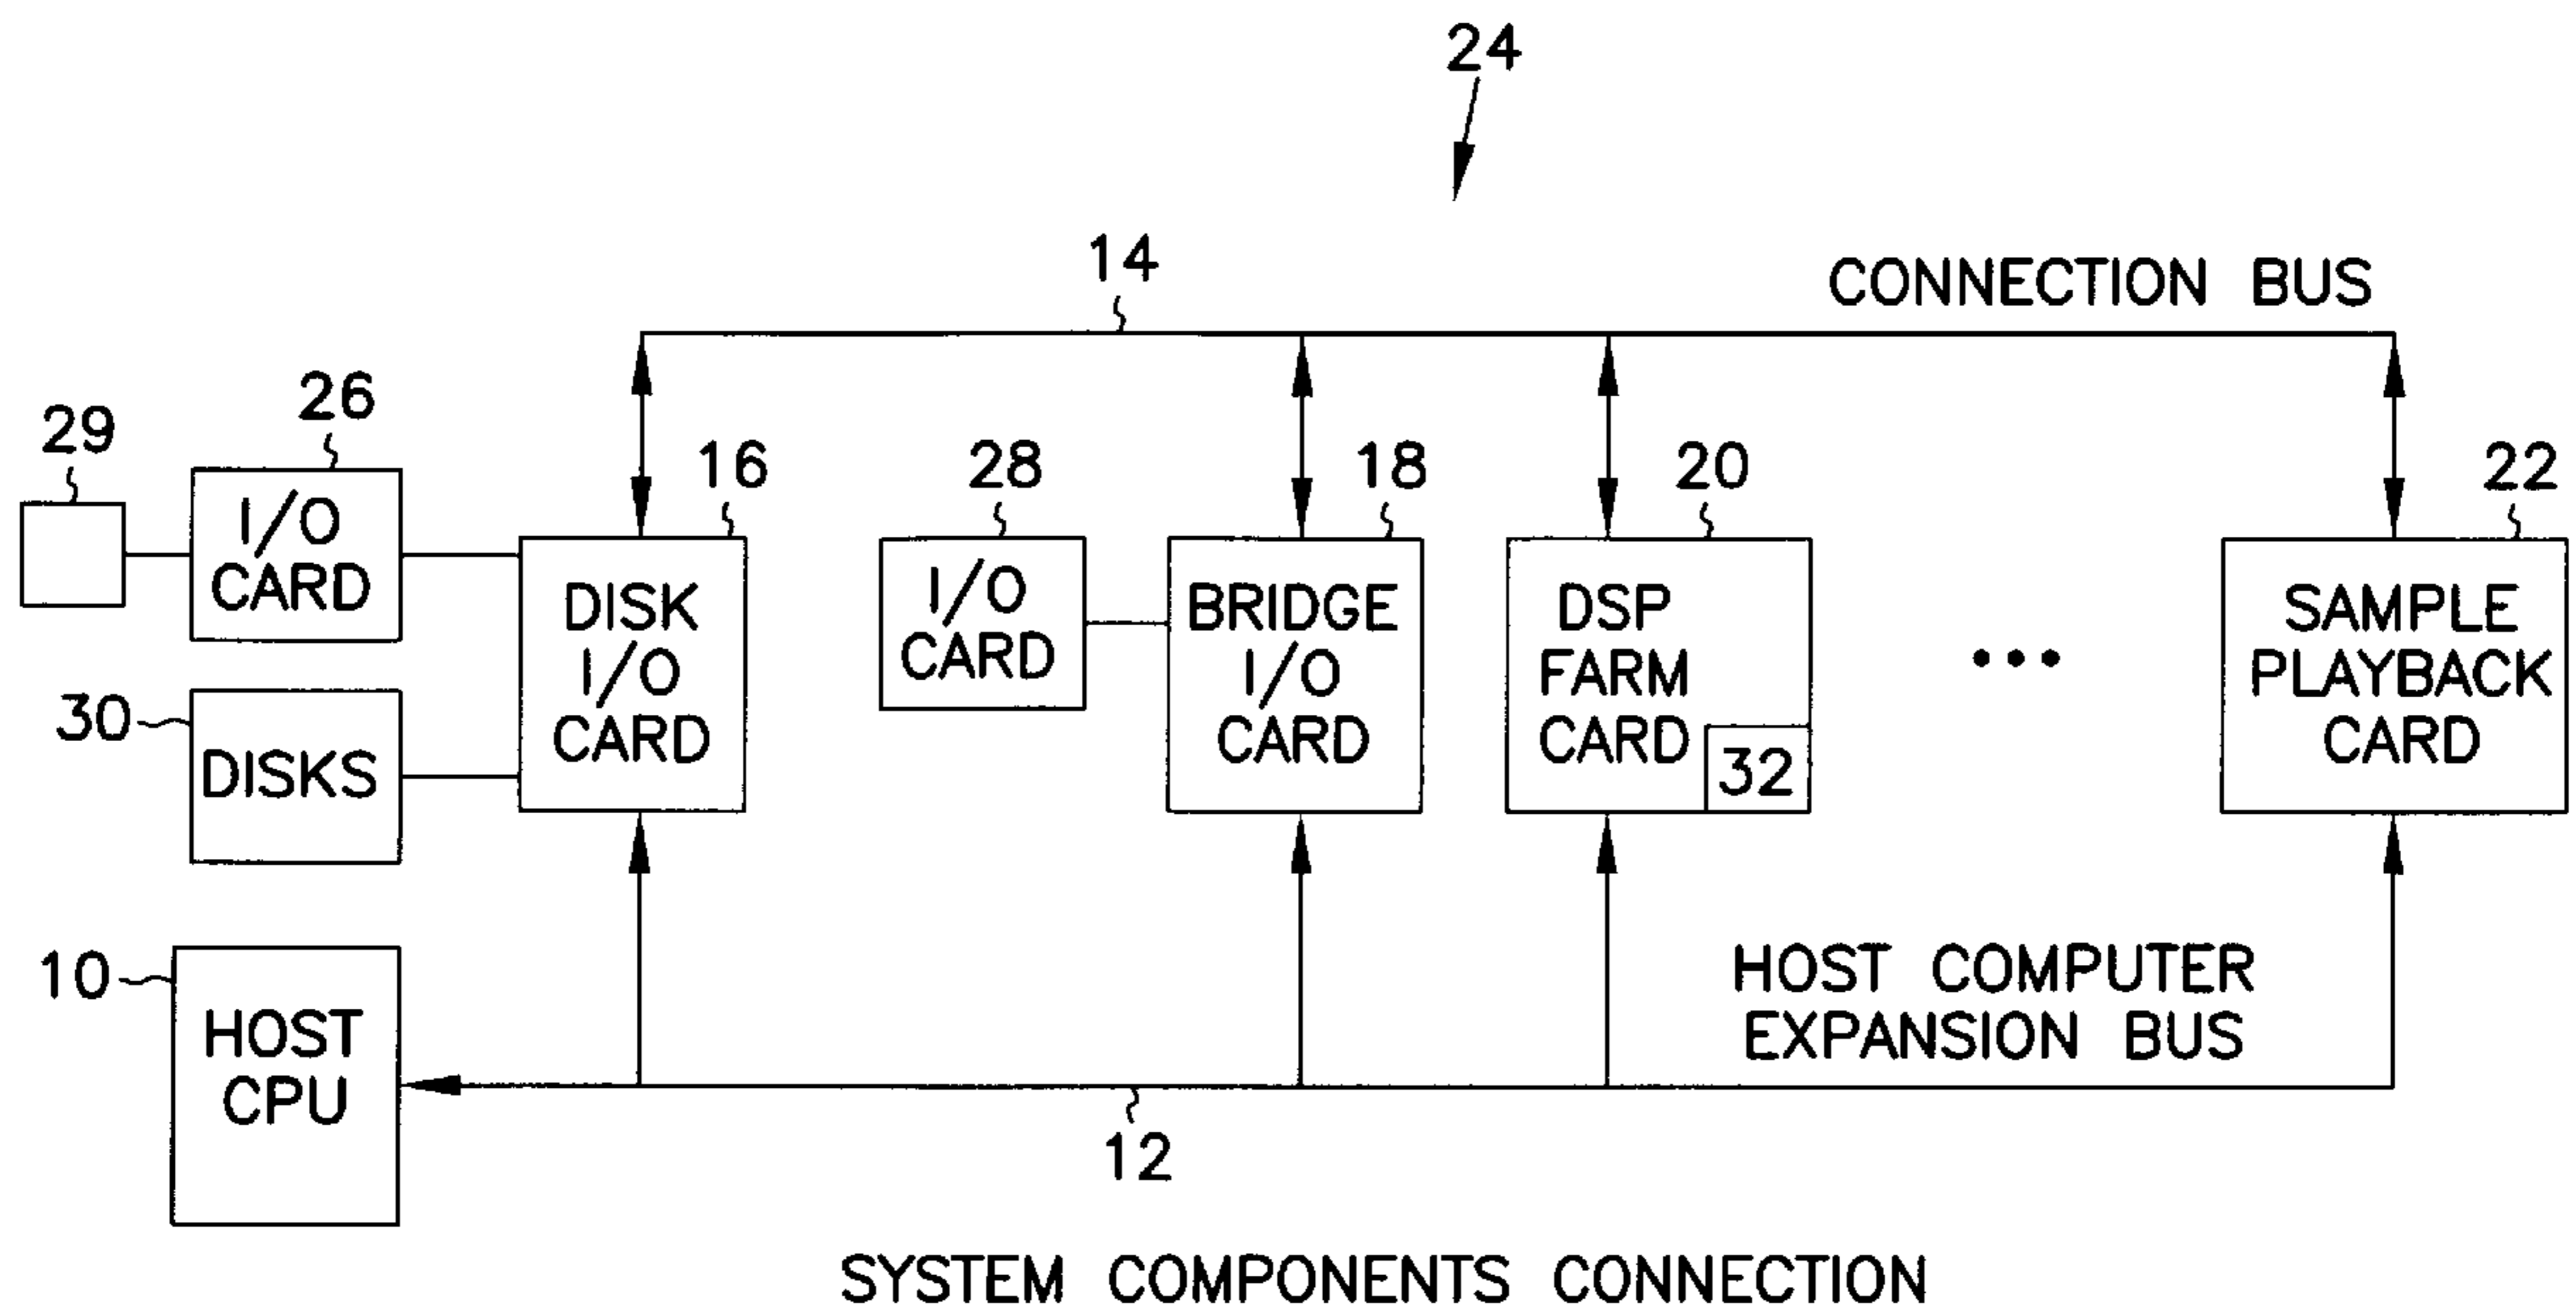 24
14
CONNECTION BUS
29
26
16
28
18
20
22
I/O
CARD
DISK
I/O
CARD
I/O
CARD
BRIDGE
I/O
CARD
DSP
FARM
CARD
32
SAMPLE
PLAYBACK
CARD
30
DISKS
10
HOST
CPU
HOST COMPUTER
EXPANSION BUS
12
SYSTEM COMPONENTS CONNECTION